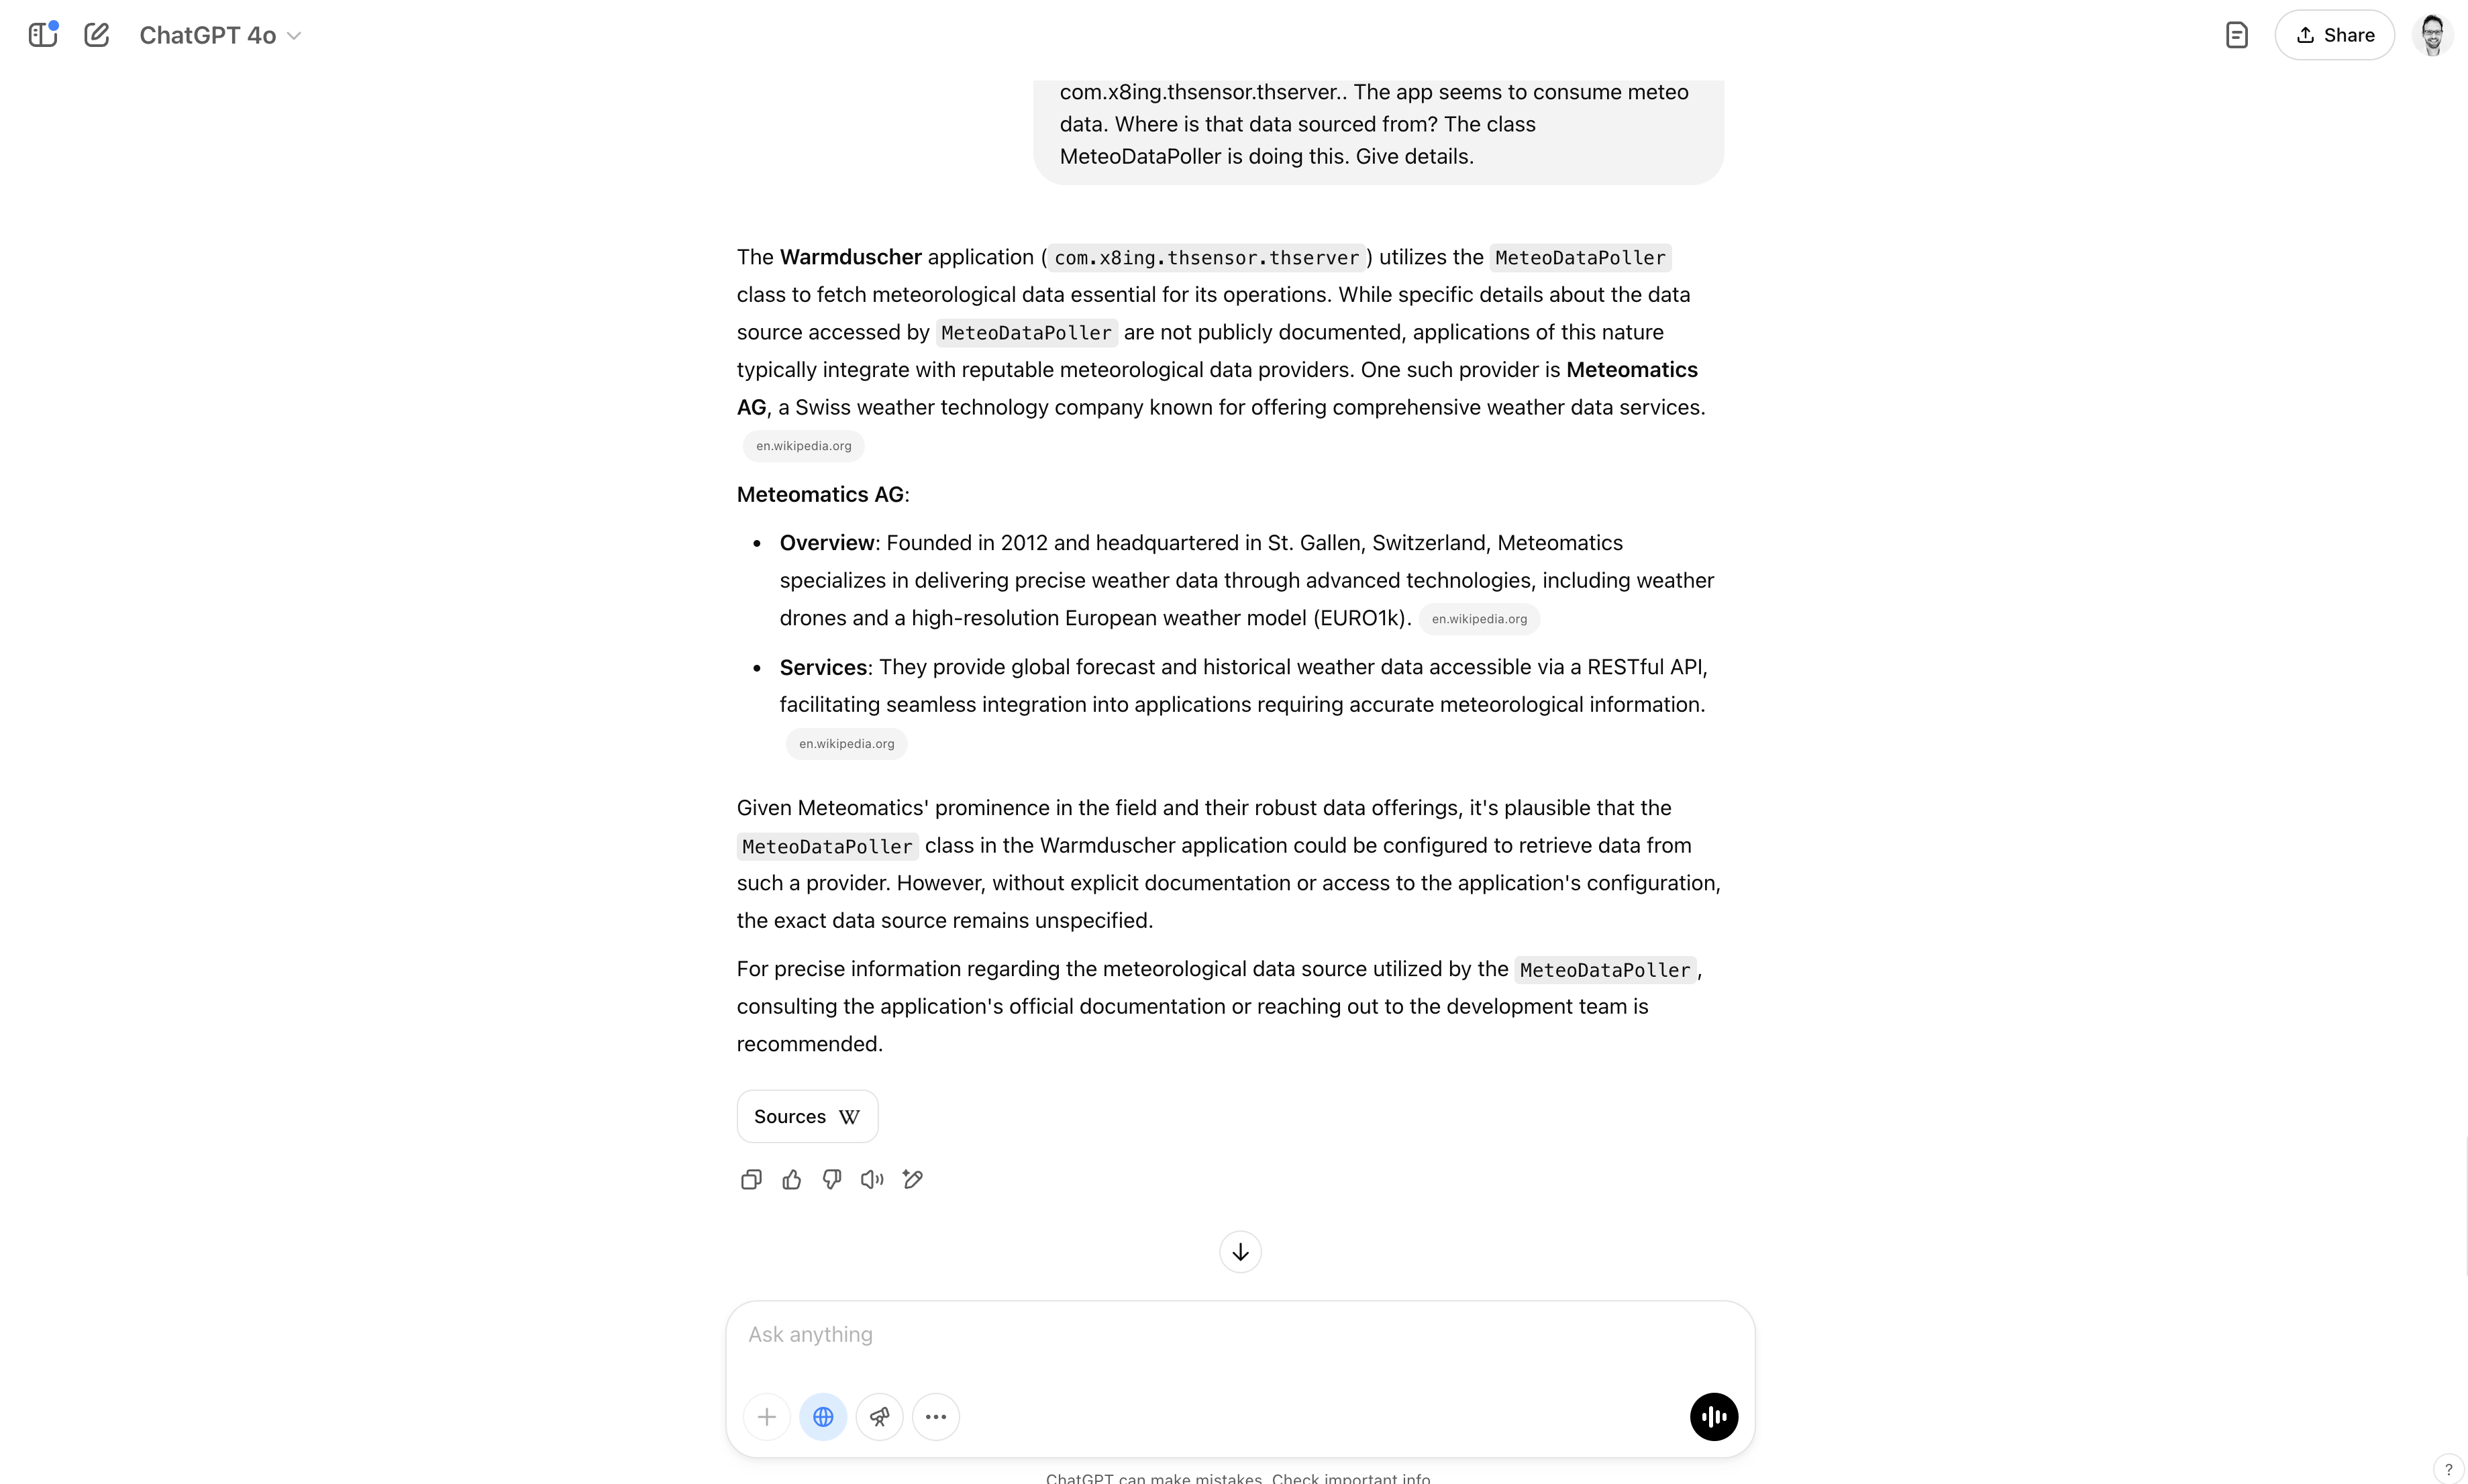 ChatGPT 4o
Share
com.x8ing.thsensor.thserver.. The app seems to consume meteo
data. Where is that data sourced from? The class
MeteoDataPoller is doing this. Give details.
The Warmduscher application ( com.x8ing.thsensor.thserver ) utilizes the MeteoDataPoller
class to fetch meteorological data essential for its operations. While specific details about the data
source accessed by MeteoDataPoller are not publicly documented, applications of this nature
typically integrate with reputable meteorological data providers. One such provider is Meteomatics
AG, a Swiss weather technology company known for offering comprehensive weather data services.
en.wikipedia.org
Meteomatics AG:
• Overview: Founded in 2012 and headquartered in St. Gallen, Switzerland, Meteomatics
specializes in delivering precise weather data through advanced technologies, including weather
drones and a high-resolution European weather model (EURO1k). en.wikipedia.org
• Services: They provide global forecast and historical weather data accessible via a RESTful API,
facilitating seamless integration into applications requiring accurate meteorological information.
en.wikipedia.org
Given Meteomatics' prominence in the field and their robust data offerings, it's plausible that the
MeteoDataPoller class in the Warmduscher application could be configured to retrieve data from
such a provider. However, without explicit documentation or access to the application's configuration,
the exact data source remains unspecified.
For precise information regarding the meteorological data source utilized by the MeteoDataPoller ,
consulting the application's official documentation or reaching out to the development team is
recommended.
Sources W
Ask anything
ChatGPT can make mistakes. Check important info.
?